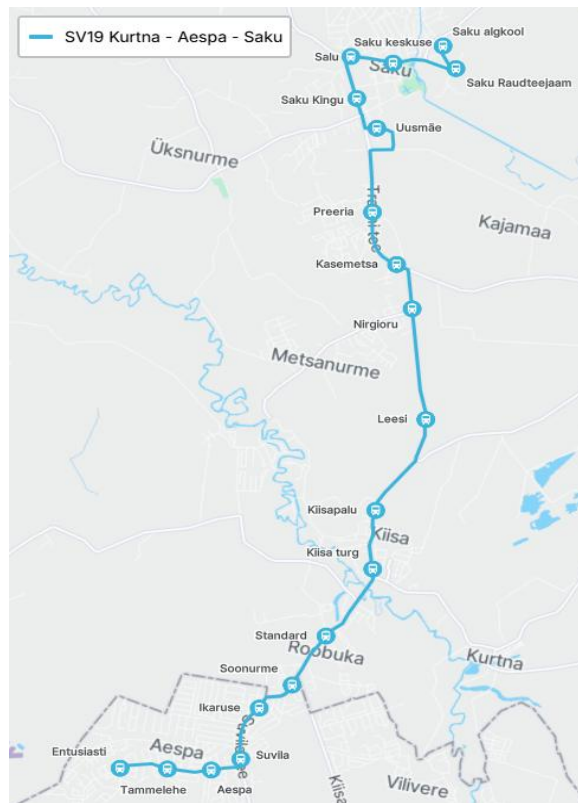 SV19 Kurtna - Aespa - Saku
Saku keskuse
Saku algkool
Salu
Saku
Saku Raudteejaam
Saku Kingu
Uusmäe
Üksnurme
Preeria
Kajamaa
Kasemetsa
Nirgioru
Metsanurme
Leesi
Kiisapalu
Kiisa
Kiisa turg
Standard
Roobuka
Kurtna
Soonurme
Ikaruse
Entusiasti
Aespa
Suvila
Tammelehe
Aespa
Vilivere